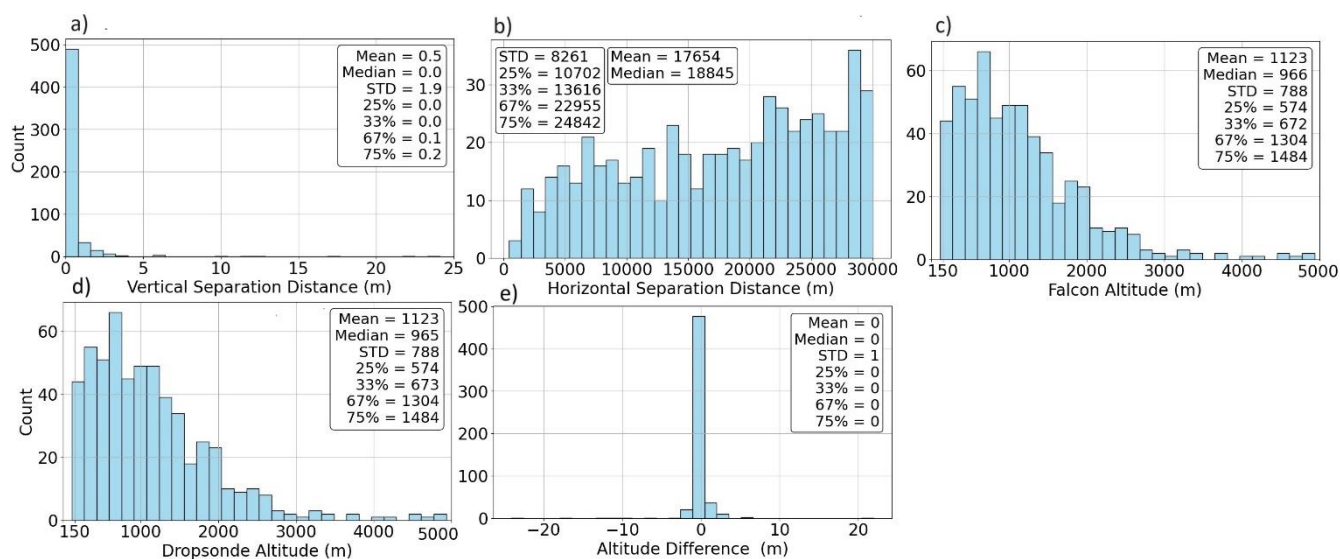 a)
500
400
300
200
100
0
Count
0 5 10 15 20 25
Vertical Separation Distance (m)
Mean = 0.5
Median = 0.0
STD = 1.9
25% = 0.0
33% = 0.0
67% = 0.1
75% = 0.2
b)
30
20
10
0
0 5000 10000 15000 20000 25000 30000
Horizontal Separation Distance (m)
STD = 8261
25% = 10702
33% = 13616
67% = 22955
75% = 24842
Mean = 17654
Median = 18845
c)
60
40
20
0
150 1000 2000 3000 4000 5000
Falcon Altitude (m)
Mean = 1123
Median = 966
STD = 788
25% = 574
33% = 672
67% = 1304
75% = 1484
d)
60
40
20
0
Count
150 1000 2000 3000 4000 5000
Dropsonde Altitude (m)
Mean = 1123
Median = 965
STD = 788
25% = 574
33% = 673
67% = 1304
75% = 1484
e)
500
400
300
200
100
0
−20 −10 0 10 20
Altitude Difference (m)
Mean = 0
Median = 0
STD = 1
25% = 0
33% = 0
67% = 0
75% = 0